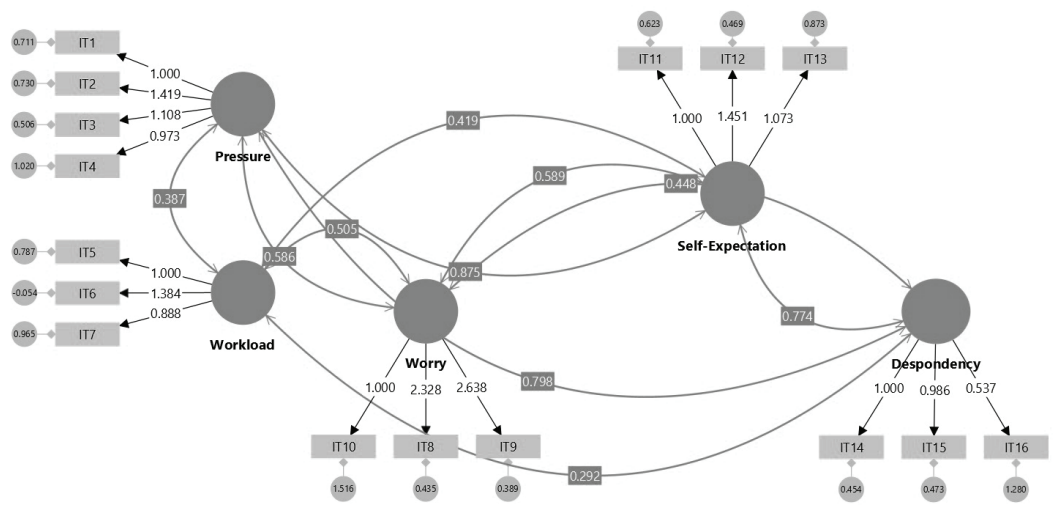 0.623 0.469 0.873
0.711 IT1
IT11 IT12 IT13
0.730 IT2
1.000
1.419
0.506 IT3
1.108
0.973
1.020 IT4
1.000 1.451 1.073
0.419
Pressure
0.589 0.448
0.387
0.505
Self-Expectation
0.787 IT5
0.586
0.875
1.000
-0.054 IT6
1.384
0.888
0.965 IT7
0.774
Workload
Worry
Despondency
0.798
1.000 2.328 2.638
1.000 0.986 0.537
IT10 IT8 IT9
IT14 IT15 IT16
0.292
1.516 0.435 0.389
0.454 0.473 1.280